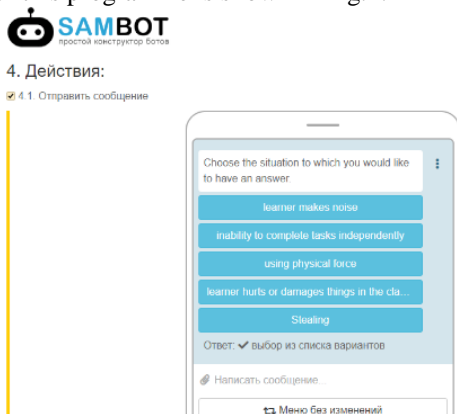 SAMBOT
простой конструктор ботов
4. Действия:
4.1. Отправить сообщение
Choose the situation to which you would like
to have an answer.
learner makes noise
inability to complete tasks independently
using physical force
learner hurts or damages things in the cla...
Stealing
Ответ: ✔ выбор из списка вариантов
Написать сообщение...
Меню без изменений